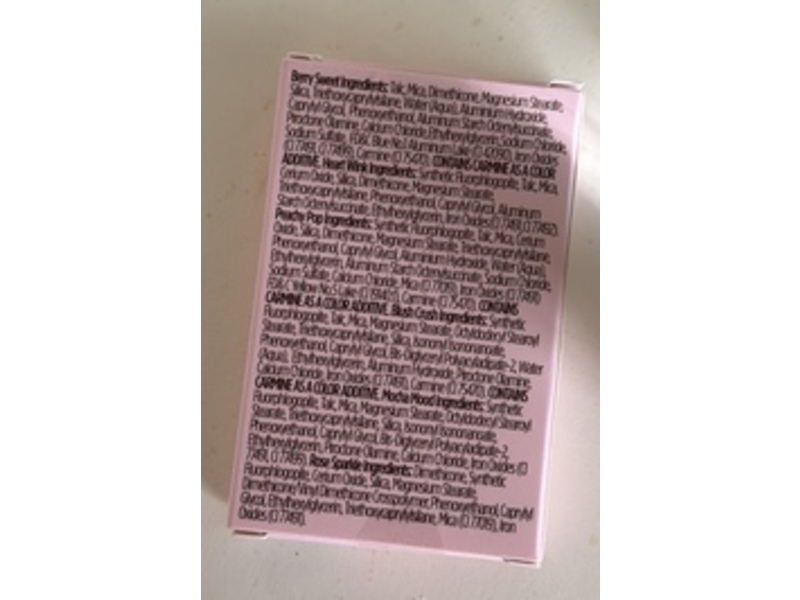 Berry Sweet Ingredients: Talc, Mica, Dimethicone, Magnesium Stearate,
Silica, Triethoxycaprylylsilane, Water (Aqua), Aluminum Hydroxide,
Caprylyl Glycol, Phenoxyethanol, Aluminum Starch Octenylsuccinate,
Piroctone Olamine, Calcium Chloride, Ethylhexylglycerin, Sodium Chloride,
Sodium Sulfate, FD&C Blue No.1 Aluminum Lake (CI 42090), Iron Oxides
(CI 77491, CI 77499), Carmine (CI 75470). CONTAINS CARMINE AS A COLOR
ADDITIVE. Heart Wink Ingredients: Synthetic Fluorphlogopite, Talc, Mica,
Cerium Oxide, Silica, Dimethicone, Magnesium Stearate,
Triethoxycaprylylsilane, Phenoxyethanol, Caprylyl Glycol, Aluminum
Starch Octenylsuccinate, Ethylhexylglycerin, Iron Oxides (CI 77491, CI 77492).
Peachy Pop Ingredients: Synthetic Fluorphlogopite, Talc, Mica, Cerium
Oxide, Silica, Dimethicone, Magnesium Stearate, Triethoxycaprylylsilane,
Phenoxyethanol, Caprylyl Glycol, Aluminum Hydroxide, Water (Aqua),
Ethylhexylglycerin, Aluminum Starch Octenylsuccinate, Sodium Chloride,
Sodium Sulfate, Calcium Chloride, Mica (CI 77019), Iron Oxides (CI 77491)
FD&C Yellow No.5 Lake (CI 19140), Carmine (CI 75470). CONTAINS
CARMINE AS A COLOR ADDITIVE. Blush Crush Ingredients: Synthetic
Fluorphlogopite, Talc, Mica, Magnesium Stearate, Octyldodecyl Stearoyl
Stearate, Triethoxycaprylylsilane, Silica, Isononyl Isononanoate,
Phenoxyethanol, Caprylyl Glycol, Bis-Diglyceryl Polyacyladipate-2, Water
(Aqua), Ethylhexylglycerin, Aluminum Hydroxide, Piroctone Olamine,
Calcium Chloride, Iron Oxides (CI 77491), Carmine (CI 75470). CONTAINS
CARMINE AS A COLOR ADDITIVE. Mocha Mood Ingredients: Synthetic
Fluorphlogopite, Talc, Mica, Magnesium Stearate, Octyldodecyl Stearoyl
Stearate, Triethoxycaprylylsilane, Silica, Isononyl Isononanoate,
Phenoxyethanol, Caprylyl Glycol, Bis-Diglyceryl Polyacyladipate-2,
Ethylhexylglycerin, Piroctone Olamine, Calcium Chloride, Iron Oxides (CI
77491, CI 77499). Rose Sparkle Ingredients: Dimethicone, Synthetic
Fluorphlogopite, Cerium Oxide, Silica, Magnesium Stearate,
Dimethicone/Vinyl Dimethicone Crosspolymer, Phenoxyethanol, Caprylyl
Glycol, Ethylhexylglycerin, Triethoxycaprylylsilane, Mica (CI 77019), Iron
Oxides (CI 77491).